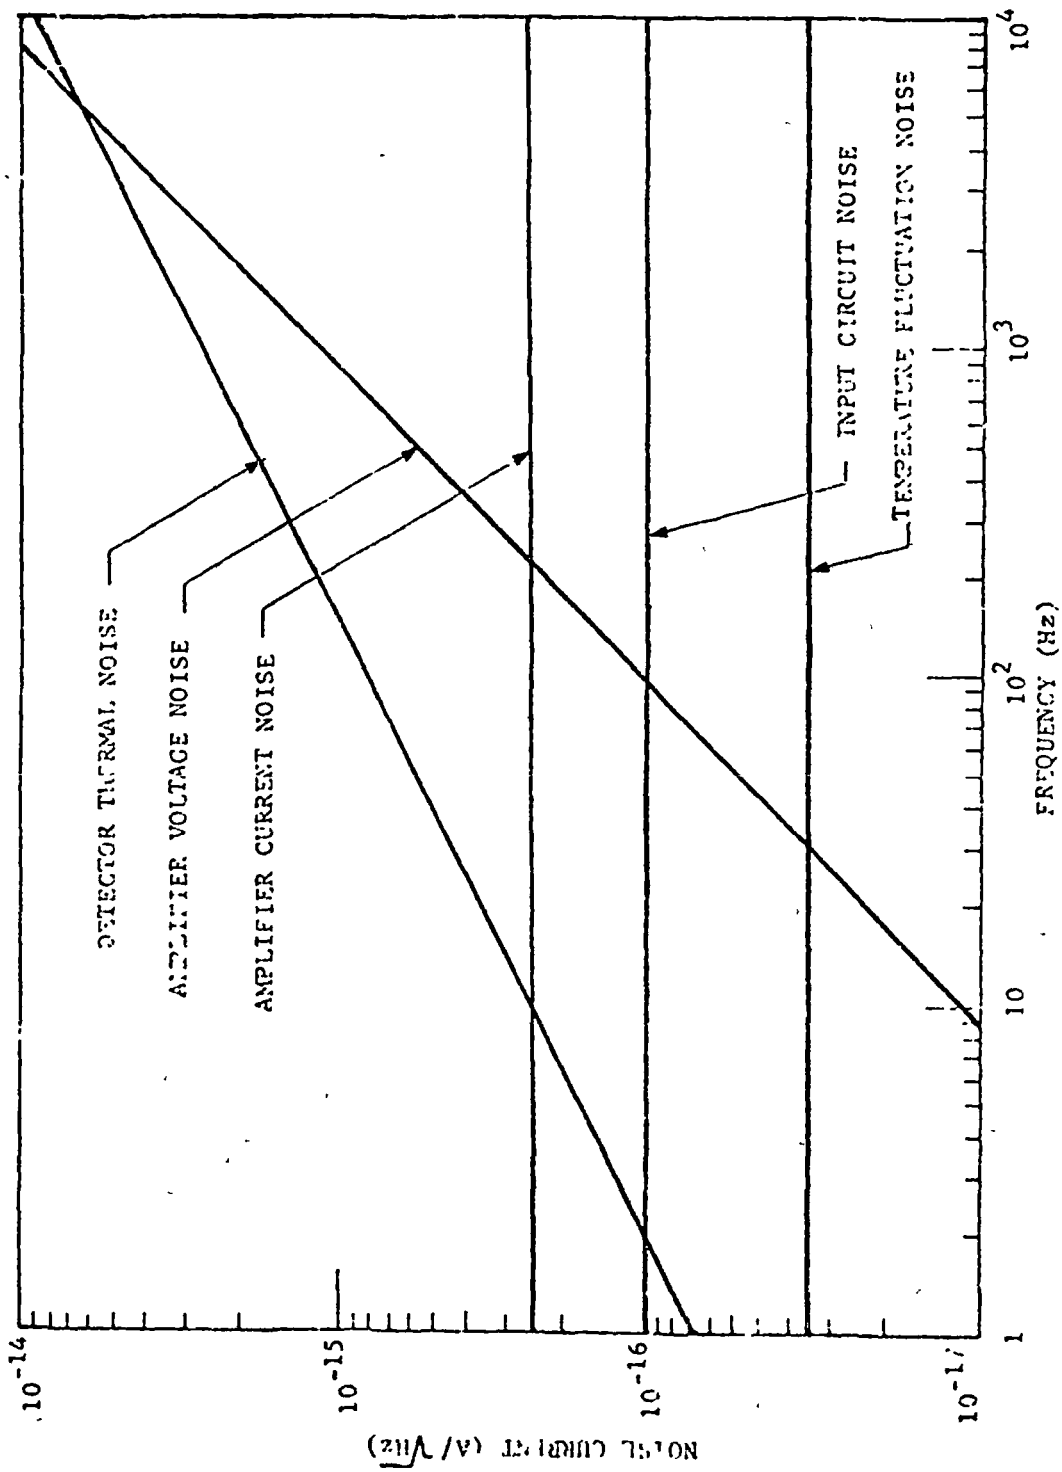 NOISE CURRENT (A/√Hz)
10^-14
10^-15
10^-16
10^-17
DETECTOR THERMAL NOISE
AMPLIFIER VOLTAGE NOISE
AMPLIFIER CURRENT NOISE
INPUT CIRCUIT NOISE
TEMPERATURE FLUCTUATION NOISE
1
10
10^2
10^3
10^4
FREQUENCY (Hz)